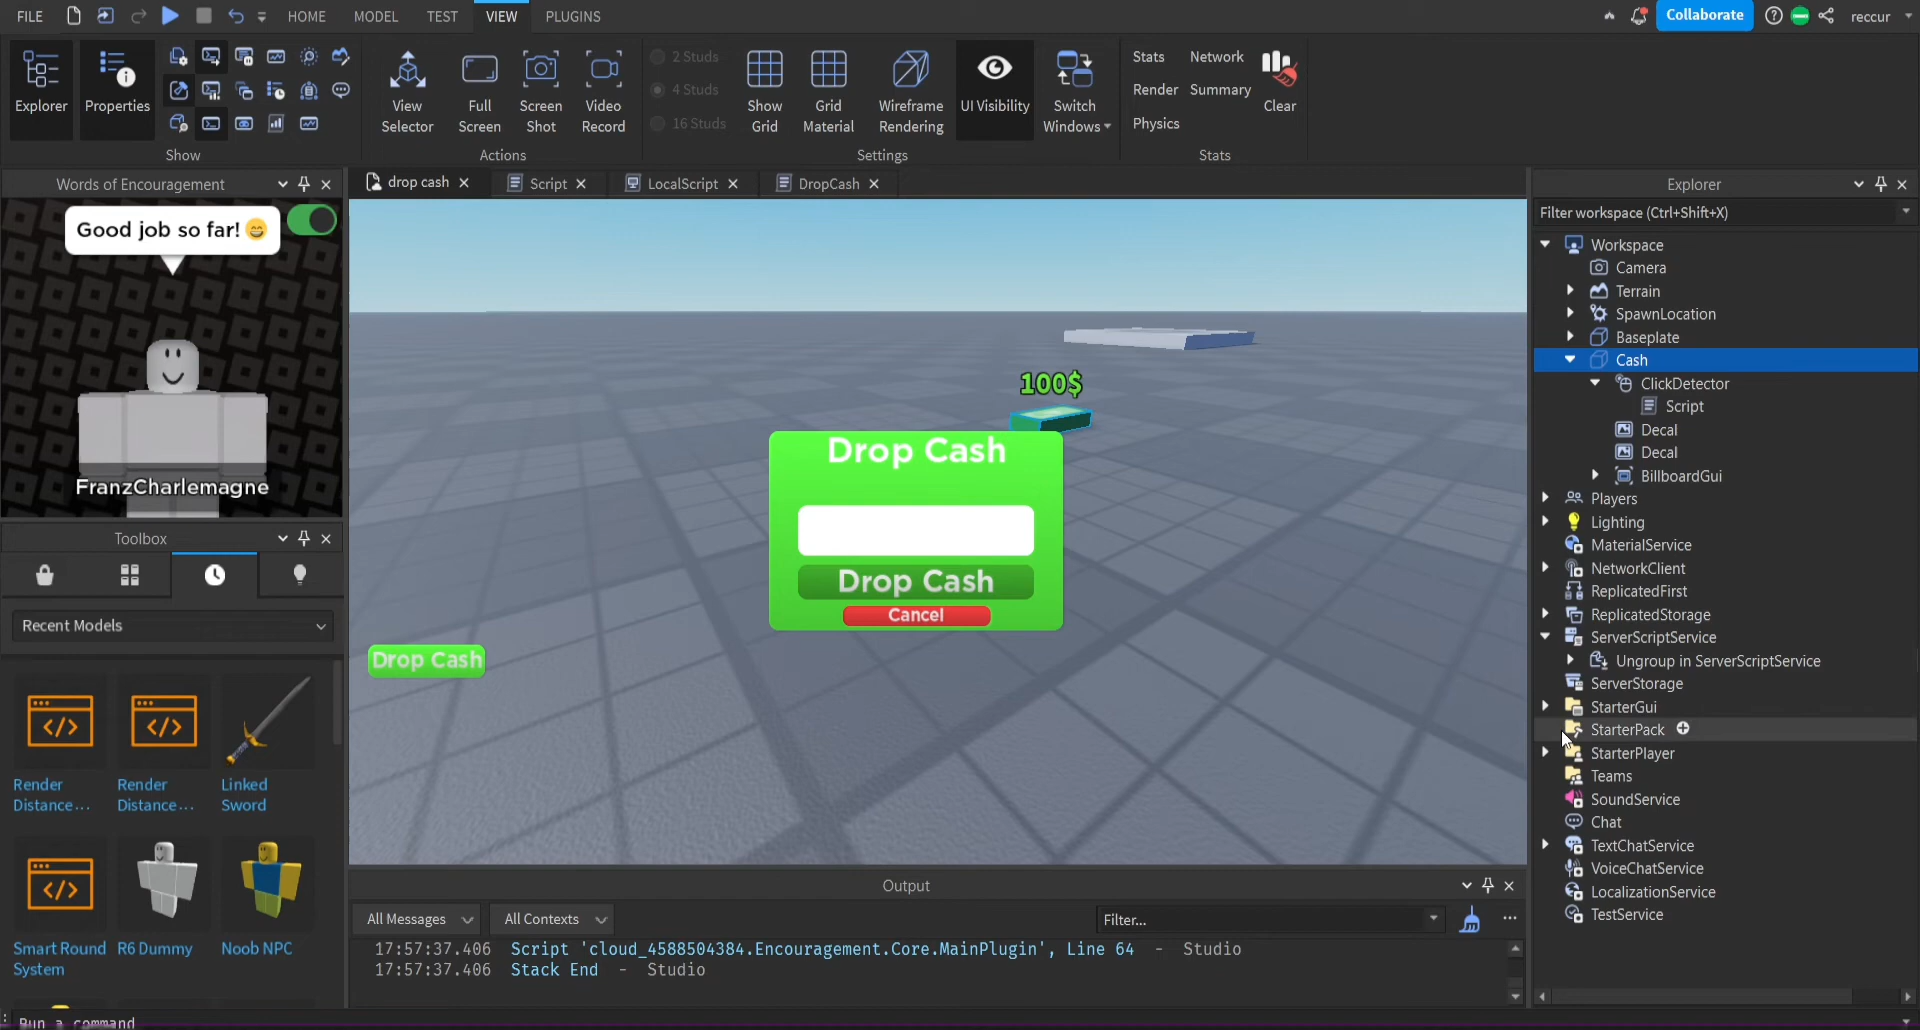 FILE
HOME
MODEL
TEST
VIEW
PLUGINS
Collaborate
reccur
Explorer
Properties
Show
View
Selector
Full
Screen
Screen
Shot
Video
Record
Actions
2 Studs
4 Studs
16 Studs
Show
Grid
Grid
Material
Wireframe
Rendering
UI Visibility
Switch
Windows
Settings
Stats
Network
Render
Summary
Physics
Clear
Stats
Words of Encouragement
Good job so far! 😄
FranzCharlemagne
Toolbox
Recent Models
Render
Distance...
Render
Distance...
Linked
Sword
Smart Round
System
R6 Dummy
Noob NPC
drop cash
Script
LocalScript
DropCash
100$
Drop Cash
Drop Cash
Cancel
Drop Cash
Output
All Messages
All Contexts
Filter...
17:57:37.406 Script 'cloud_4588504384.Encouragement.Core.MainPlugin', Line 64 - Studio
17:57:37.406 Stack End - Studio
Run a command
Explorer
Filter workspace (Ctrl+Shift+X)
Workspace
Camera
Terrain
SpawnLocation
Baseplate
Cash
ClickDetector
Script
Decal
Decal
BillboardGui
Players
Lighting
MaterialService
NetworkClient
ReplicatedFirst
ReplicatedStorage
ServerScriptService
Ungroup in ServerScriptService
ServerStorage
StarterGui
StarterPack
StarterPlayer
Teams
SoundService
Chat
TextChatService
VoiceChatService
LocalizationService
TestService